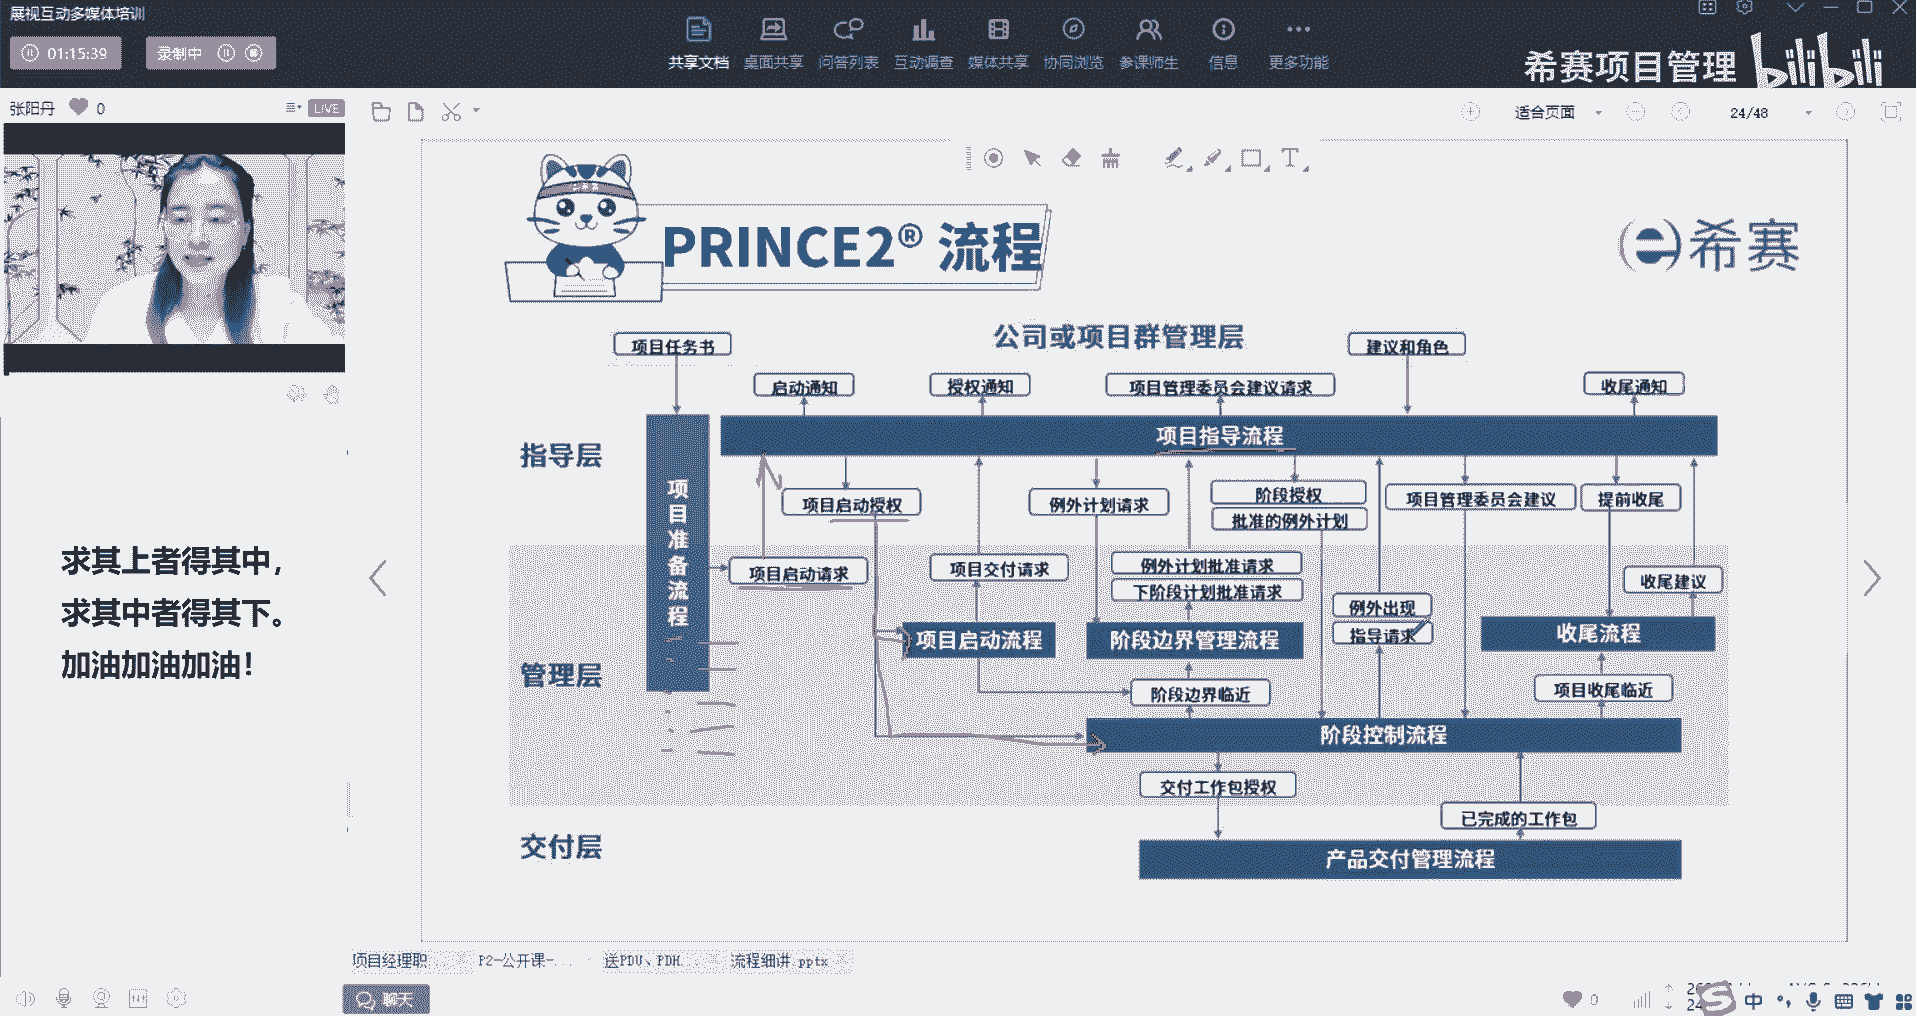 展视互动多媒体培训
01:15:39
录制中
共享文档 桌面共享 问答列表 互动调查 媒体共享 协同浏览 参课师生 信息 更多功能
希赛项目管理 bilibili
张阳丹 0
LIVE
适合页面
24/48
PRINCE2® 流程
希赛
公司或项目群管理层
项目任务书
建议和角色
启动通知
授权通知
项目管理委员会建议请求
收尾通知
指导层
项目指导流程
项目准备流程
项目启动授权
例外计划请求
阶段授权
批准的例外计划
项目管理委员会建议
提前收尾
项目启动请求
项目交付请求
例外计划批准请求
下阶段计划批准请求
例外出现
指导请求
收尾建议
求其上者得其中，
求其中者得其下。
加油加油加油！
管理层
项目启动流程
阶段边界管理流程
收尾流程
阶段边界临近
项目收尾临近
阶段控制流程
交付工作包授权
已完成的工作包
交付层
产品交付管理流程
项目经理职
P2-公开课-...
送PDU、PDH...
流程细讲.pptx
聊天
0
中